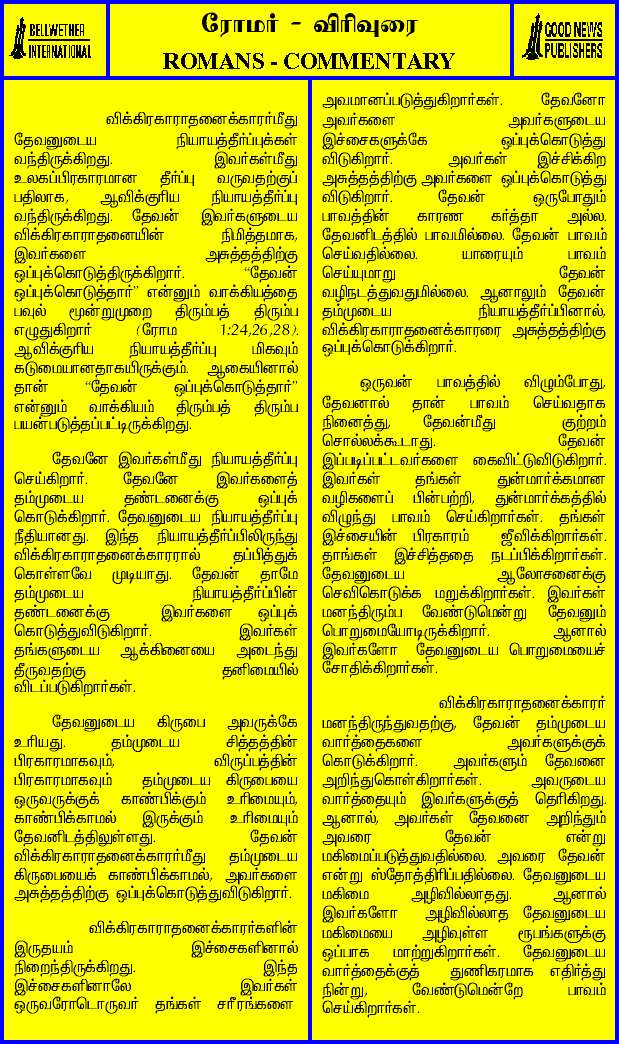 BELLWETHER
INTERNATIONAL
ரோமர் - விரிவுரை
ROMANS - COMMENTARY
GOOD NEWS
PUBLISHERS
விக்கிரகாராதனைக்காரர்மீது
தேவனுடைய நியாயத்தீர்ப்புக்கள்
வந்திருக்கிறது. இவர்கள்மீது
உலகப்பிரகாரமான தீர்ப்பு வருவதற்குப்
பதிலாக, ஆவிக்குரிய நியாயத்தீர்ப்பு
வந்திருக்கிறது. தேவன் இவர்களுடைய
விக்கிரகாராதனையின் நிமித்தமாக,
இவர்களை அசுத்தத்திற்கு
ஒப்புக்கொடுத்திருக்கிறார். “தேவன்
ஒப்புக்கொடுத்தார்” என்னும் வாக்கியத்தை
பவுல் மூன்றுமுறை திரும்பத் திரும்ப
எழுதுகிறார் (ரோம 1:24,26,28).
ஆவிக்குரிய நியாயத்தீர்ப்பு மிகவும்
கடுமையானதாகயிருக்கும். ஆகையினால்
தான் “தேவன் ஒப்புக்கொடுத்தார்”
என்னும் வாக்கியம் திரும்பத் திரும்ப
பயன்படுத்தப்பட்டிருக்கிறது.
தேவனே இவர்கள்மீது நியாயத்தீர்ப்பு
செய்கிறார். தேவனே இவர்களைத்
தம்முடைய தண்டனைக்கு ஒப்புக்
கொடுக்கிறார். தேவனுடைய நியாயத்தீர்ப்பு
நீதியானது. இந்த நியாயத்தீர்ப்பிலிருந்து
விக்கிரகாராதனைக்காரரால் தப்பித்துக்
கொள்ளவே முடியாது. தேவன் தாமே
தம்முடைய நியாயத்தீர்ப்பின்
தண்டனைக்கு இவர்களை ஒப்புக்
கொடுத்துவிடுகிறார். இவர்கள்
தங்களுடைய ஆக்கினையை அடைந்து
தீருவதற்கு தனிமையில்
விடப்படுகிறார்கள்.
தேவனுடைய கிருபை அவருக்கே
உரியது. தம்முடைய சித்தத்தின்
பிரகாரமாகவும், விருப்பத்தின்
பிரகாரமாகவும் தம்முடைய கிருபையை
ஒருவருக்குக் காண்பிக்கும் உரிமையும்,
காண்பிக்காமல் இருக்கும் உரிமையும்
தேவனிடத்திலுள்ளது. தேவன்
விக்கிரகாராதனைக்காரர்மீது தம்முடைய
கிருபையைக் காண்பிக்காமல், அவர்களை
அசுத்தத்திற்கு ஒப்புக்கொடுத்துவிடுகிறார்.
விக்கிரகாராதனைக்காரர்களின்
இருதயம் இச்சைகளினால்
நிறைந்திருக்கிறது. இந்த
இச்சைகளினாலே இவர்கள்
ஒருவரோடொருவர் தங்கள் சரீரங்களை
அவமானப்படுத்துகிறார்கள். தேவனோ
அவர்களை அவர்களுடைய
இச்சைகளுக்கே ஒப்புக்கொடுத்து
விடுகிறார். அவர்கள் இச்சிக்கிற
அசுத்தத்திற்கு அவர்களை ஒப்புக்கொடுத்து
விடுகிறார். தேவன் ஒருபோதும்
பாவத்தின் காரண கர்த்தா அல்ல.
தேவனிடத்தில் பாவமில்லை. தேவன் பாவம்
செய்வதில்லை. யாரையும் பாவம்
செய்யுமாறு தேவன்
வழிநடத்துவதுமில்லை. ஆனாலும் தேவன்
தம்முடைய நியாயத்தீர்ப்பினால்,
விக்கிரகாராதனைக்காரரை அசுத்தத்திற்கு
ஒப்புக்கொடுக்கிறார்.
ஒருவன் பாவத்தில் விழும்போது,
தேவனால் தான் பாவம் செய்வதாக
நினைத்து, தேவன்மீது குற்றம்
சொல்லக்கூடாது. தேவன்
இப்படிப்பட்டவர்களை கைவிட்டுவிடுகிறார்.
இவர்கள் தங்கள் துன்மார்க்கமான
வழிகளைப் பின்பற்றி, துன்மார்க்கத்தில்
விழுந்து பாவம் செய்கிறார்கள். தங்கள்
இச்சையின் பிரகாரம் ஜீவிக்கிறார்கள்.
தாங்கள் இச்சித்ததை நடப்பிக்கிறார்கள்.
தேவனுடைய ஆலோசனைக்கு
செவிகொடுக்க மறுக்கிறார்கள். இவர்கள்
மனந்திரும்ப வேண்டுமென்று தேவனும்
பொறுமையோடிருக்கிறார். ஆனால்
இவர்களோ தேவனுடைய பொறுமையைச்
சோதிக்கிறார்கள்.
விக்கிரகாராதனைக்காரர்
மனந்திருந்துவதற்கு, தேவன் தம்முடைய
வார்த்தைகளை அவர்களுக்குக்
கொடுக்கிறார். அவர்களும் தேவனை
அறிந்துகொள்கிறார்கள். அவருடைய
வார்த்தையும் இவர்களுக்குத் தெரிகிறது.
ஆனால், அவர்கள் தேவனை அறிந்தும்
அவரை தேவன் என்று
மகிமைப்படுத்துவதில்லை. அவரை தேவன்
என்று ஸ்தோத்திரிப்பதில்லை. தேவனுடைய
மகிமை அழிவில்லாதது. ஆனால்
இவர்களோ அழிவில்லாத தேவனுடைய
மகிமையை அழிவுள்ள ரூபங்களுக்கு
ஒப்பாக மாற்றுகிறார்கள். தேவனுடைய
வார்த்தைக்குத் துணிகரமாக எதிர்த்து
நின்று, வேண்டுமென்றே பாவம்
செய்கிறார்கள்.